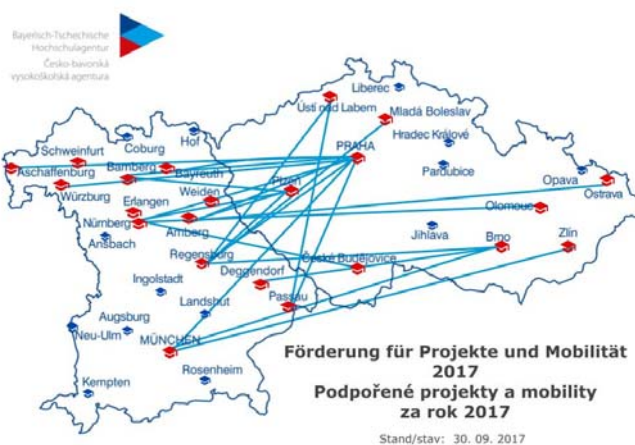 Bayerisch-Tschechische
Hochschulagentur
Česko-bavorská
vysokoškolská agentura
Liberec
Ústí nad Labem
Mladá Boleslav
Hof
Coburg
Hradec Králové
Schweinfurt
PRAHA
Aschaffenburg
Bamberg
Bayreuth
Pardubice
Plzeň
Opava
Ostrava
Würzburg
Weiden
Erlangen
Olomouc
Nürnberg
Amberg
Jihlava
Zlín
Ansbach
Brno
Regensburg
České Budějovice
Deggendorf
Ingolstadt
Passau
Landshut
Augsburg
Neu-Ulm
MÜNCHEN
Rosenheim
Kempten
Förderung für Projekte und Mobilität
2017
Podpořené projekty a mobility
za rok 2017
Stand/stav: 30. 09. 2017